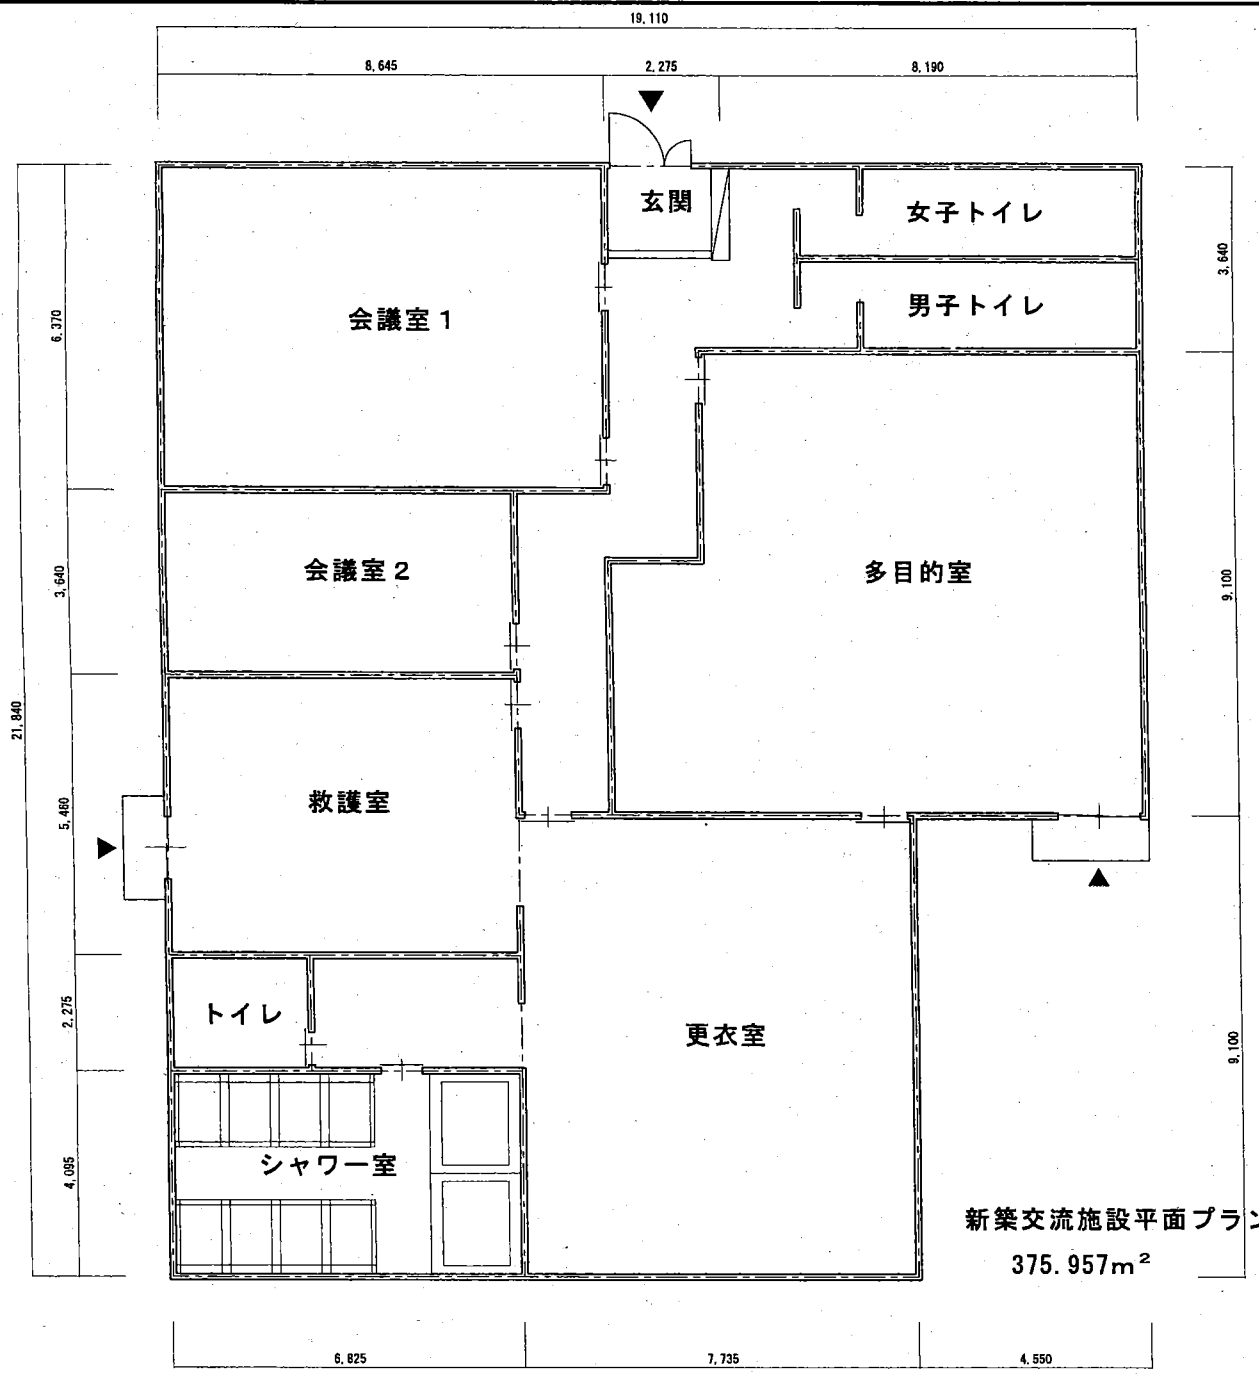 19,110
8,645
2,275
8,190
玄関
女子トイレ
男子トイレ
3,640
会議室1
6,370
会議室2
3,640
多目的室
9,100
21,840
救護室
5,460
トイレ
2,275
更衣室
9,100
シャワー室
4,095
新築交流施設平面プラン
375.957m²
6,825
7,735
4,550